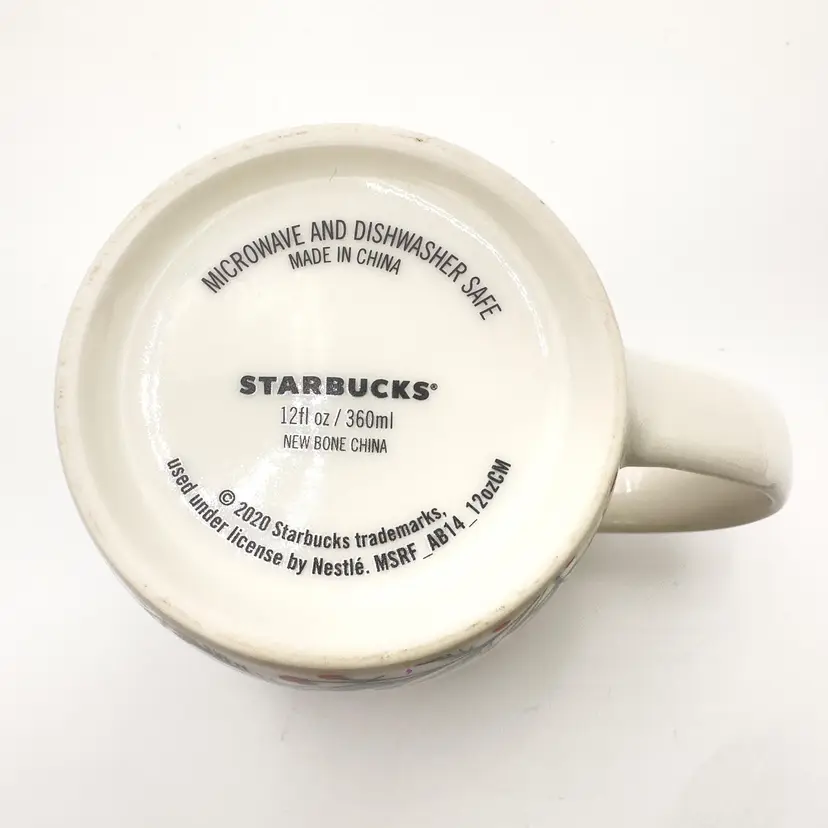 MICROWAVE AND DISHWASHER SAFE
MADE IN CHINA
STARBUCKS®
12fl oz / 360ml
NEW BONE CHINA
© 2020 Starbucks trademarks,
used under license by Nestlé. MSRF_AB14_12ozCM